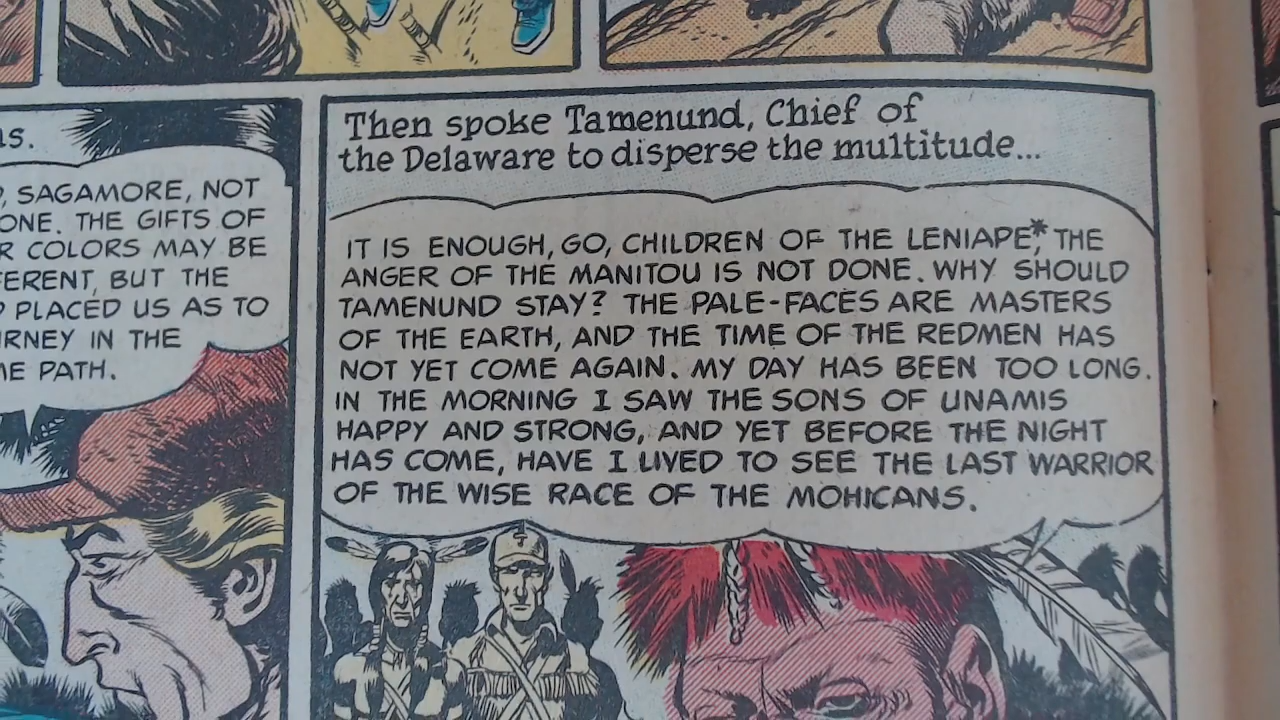 NS.
SAGAMORE, NOT
ONE. THE GIFTS OF
R COLORS MAY BE
FERENT, BUT THE
PLACED US AS TO
RNEY IN THE
ME PATH.
Then spoke Tamenund, Chief of
the Delaware to disperse the multitude...
IT IS ENOUGH, GO, CHILDREN OF THE LENIAPE,* THE
ANGER OF THE MANITOU IS NOT DONE. WHY SHOULD
TAMENUND STAY? THE PALE-FACES ARE MASTERS
OF THE EARTH, AND THE TIME OF THE REDMEN HAS
NOT YET COME AGAIN. MY DAY HAS BEEN TOO LONG.
IN THE MORNING I SAW THE SONS OF UNAMIS
HAPPY AND STRONG, AND YET BEFORE THE NIGHT
HAS COME, HAVE I LIVED TO SEE THE LAST WARRIOR
OF THE WISE RACE OF THE MOHICANS.